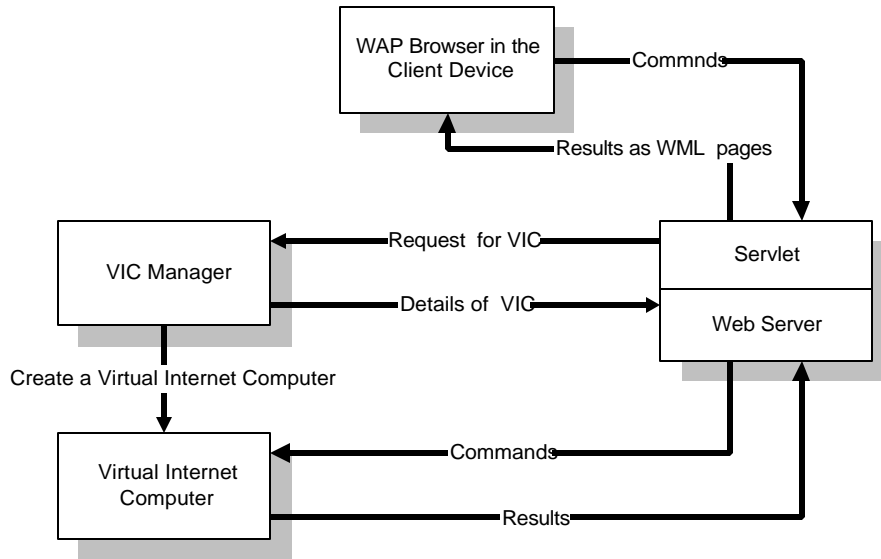 WAP Browser in the
Client Device
Commnds
Results as WML pages
Request for VIC
Servlet
VIC Manager
Details of VIC
Web Server
Create a Virtual Internet Computer
Commands
Virtual Internet
Computer
Results